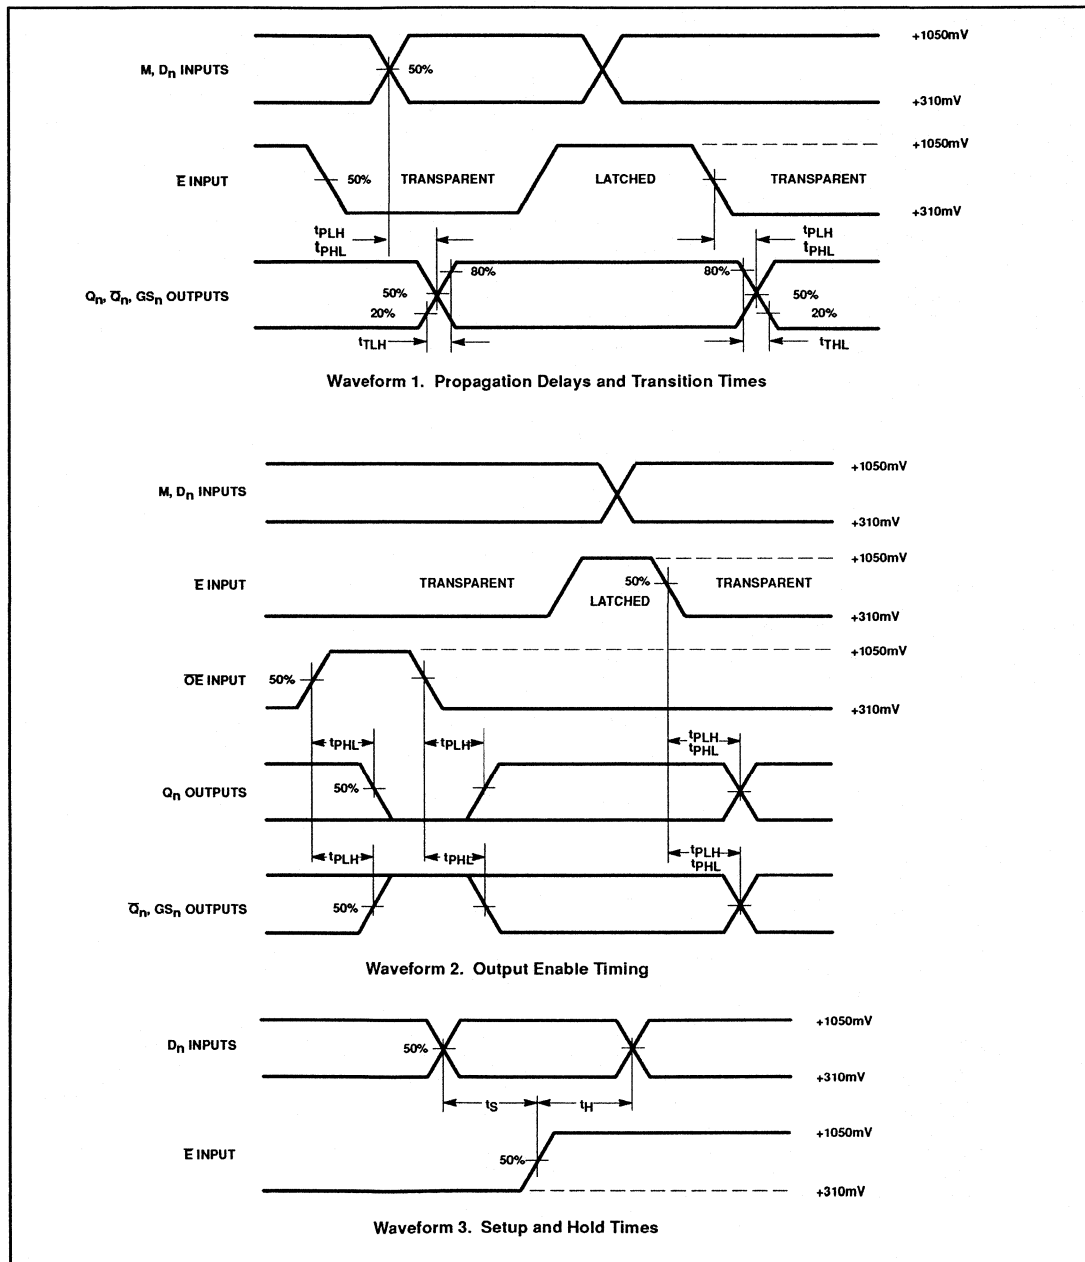 +1050mV
M, Dn INPUTS
50%
+310mV
+1050mV
E̅ INPUT
50%
TRANSPARENT
LATCHED
TRANSPARENT
+310mV
tPLH
tPHL
tPLH
tPHL
80%
80%
Qn, Q̅n, GSn OUTPUTS
50%
50%
20%
20%
tTLH
tTHL
Waveform 1. Propagation Delays and Transition Times
+1050mV
M, Dn INPUTS
+310mV
+1050mV
E̅ INPUT
TRANSPARENT
50%
TRANSPARENT
LATCHED
+310mV
+1050mV
O̅E̅ INPUT
50%
+310mV
tPHL
tPLH
tPLH
tPHL
Qn OUTPUTS
50%
tPLH
tPHL
tPLH
tPHL
Q̅n, GSn OUTPUTS
50%
Waveform 2. Output Enable Timing
+1050mV
Dn INPUTS
50%
+310mV
tS
tH
+1050mV
E̅ INPUT
50%
+310mV
Waveform 3. Setup and Hold Times